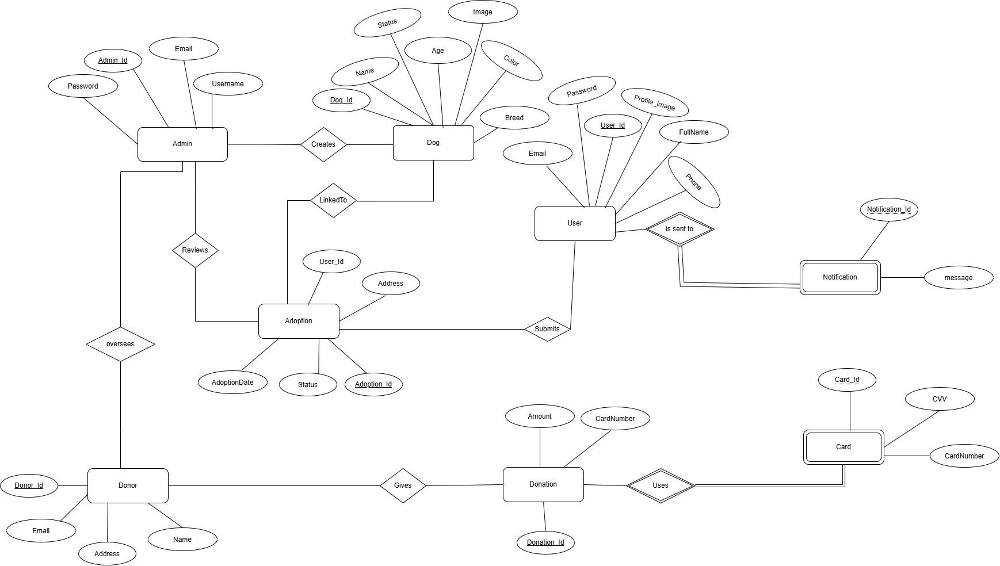 Image
Status
Age
Email
Color
Admin_Id
Name
Username
Password
Password
Dog_Id
Profile_image
Breed
User_Id
FullName
Admin
Creates
Dog
Email
Phone
LinkedTo
Notification_Id
User
is sent to
Reviews
User_Id
Address
Notification
message
Adoption
Submits
oversees
AdoptionDate
Status
Adoption_Id
Card_Id
CVV
Amount
CardNumber
Card
CardNumber
Donor_Id
Donor
Gives
Donation
Uses
Email
Name
Address
Donation_Id